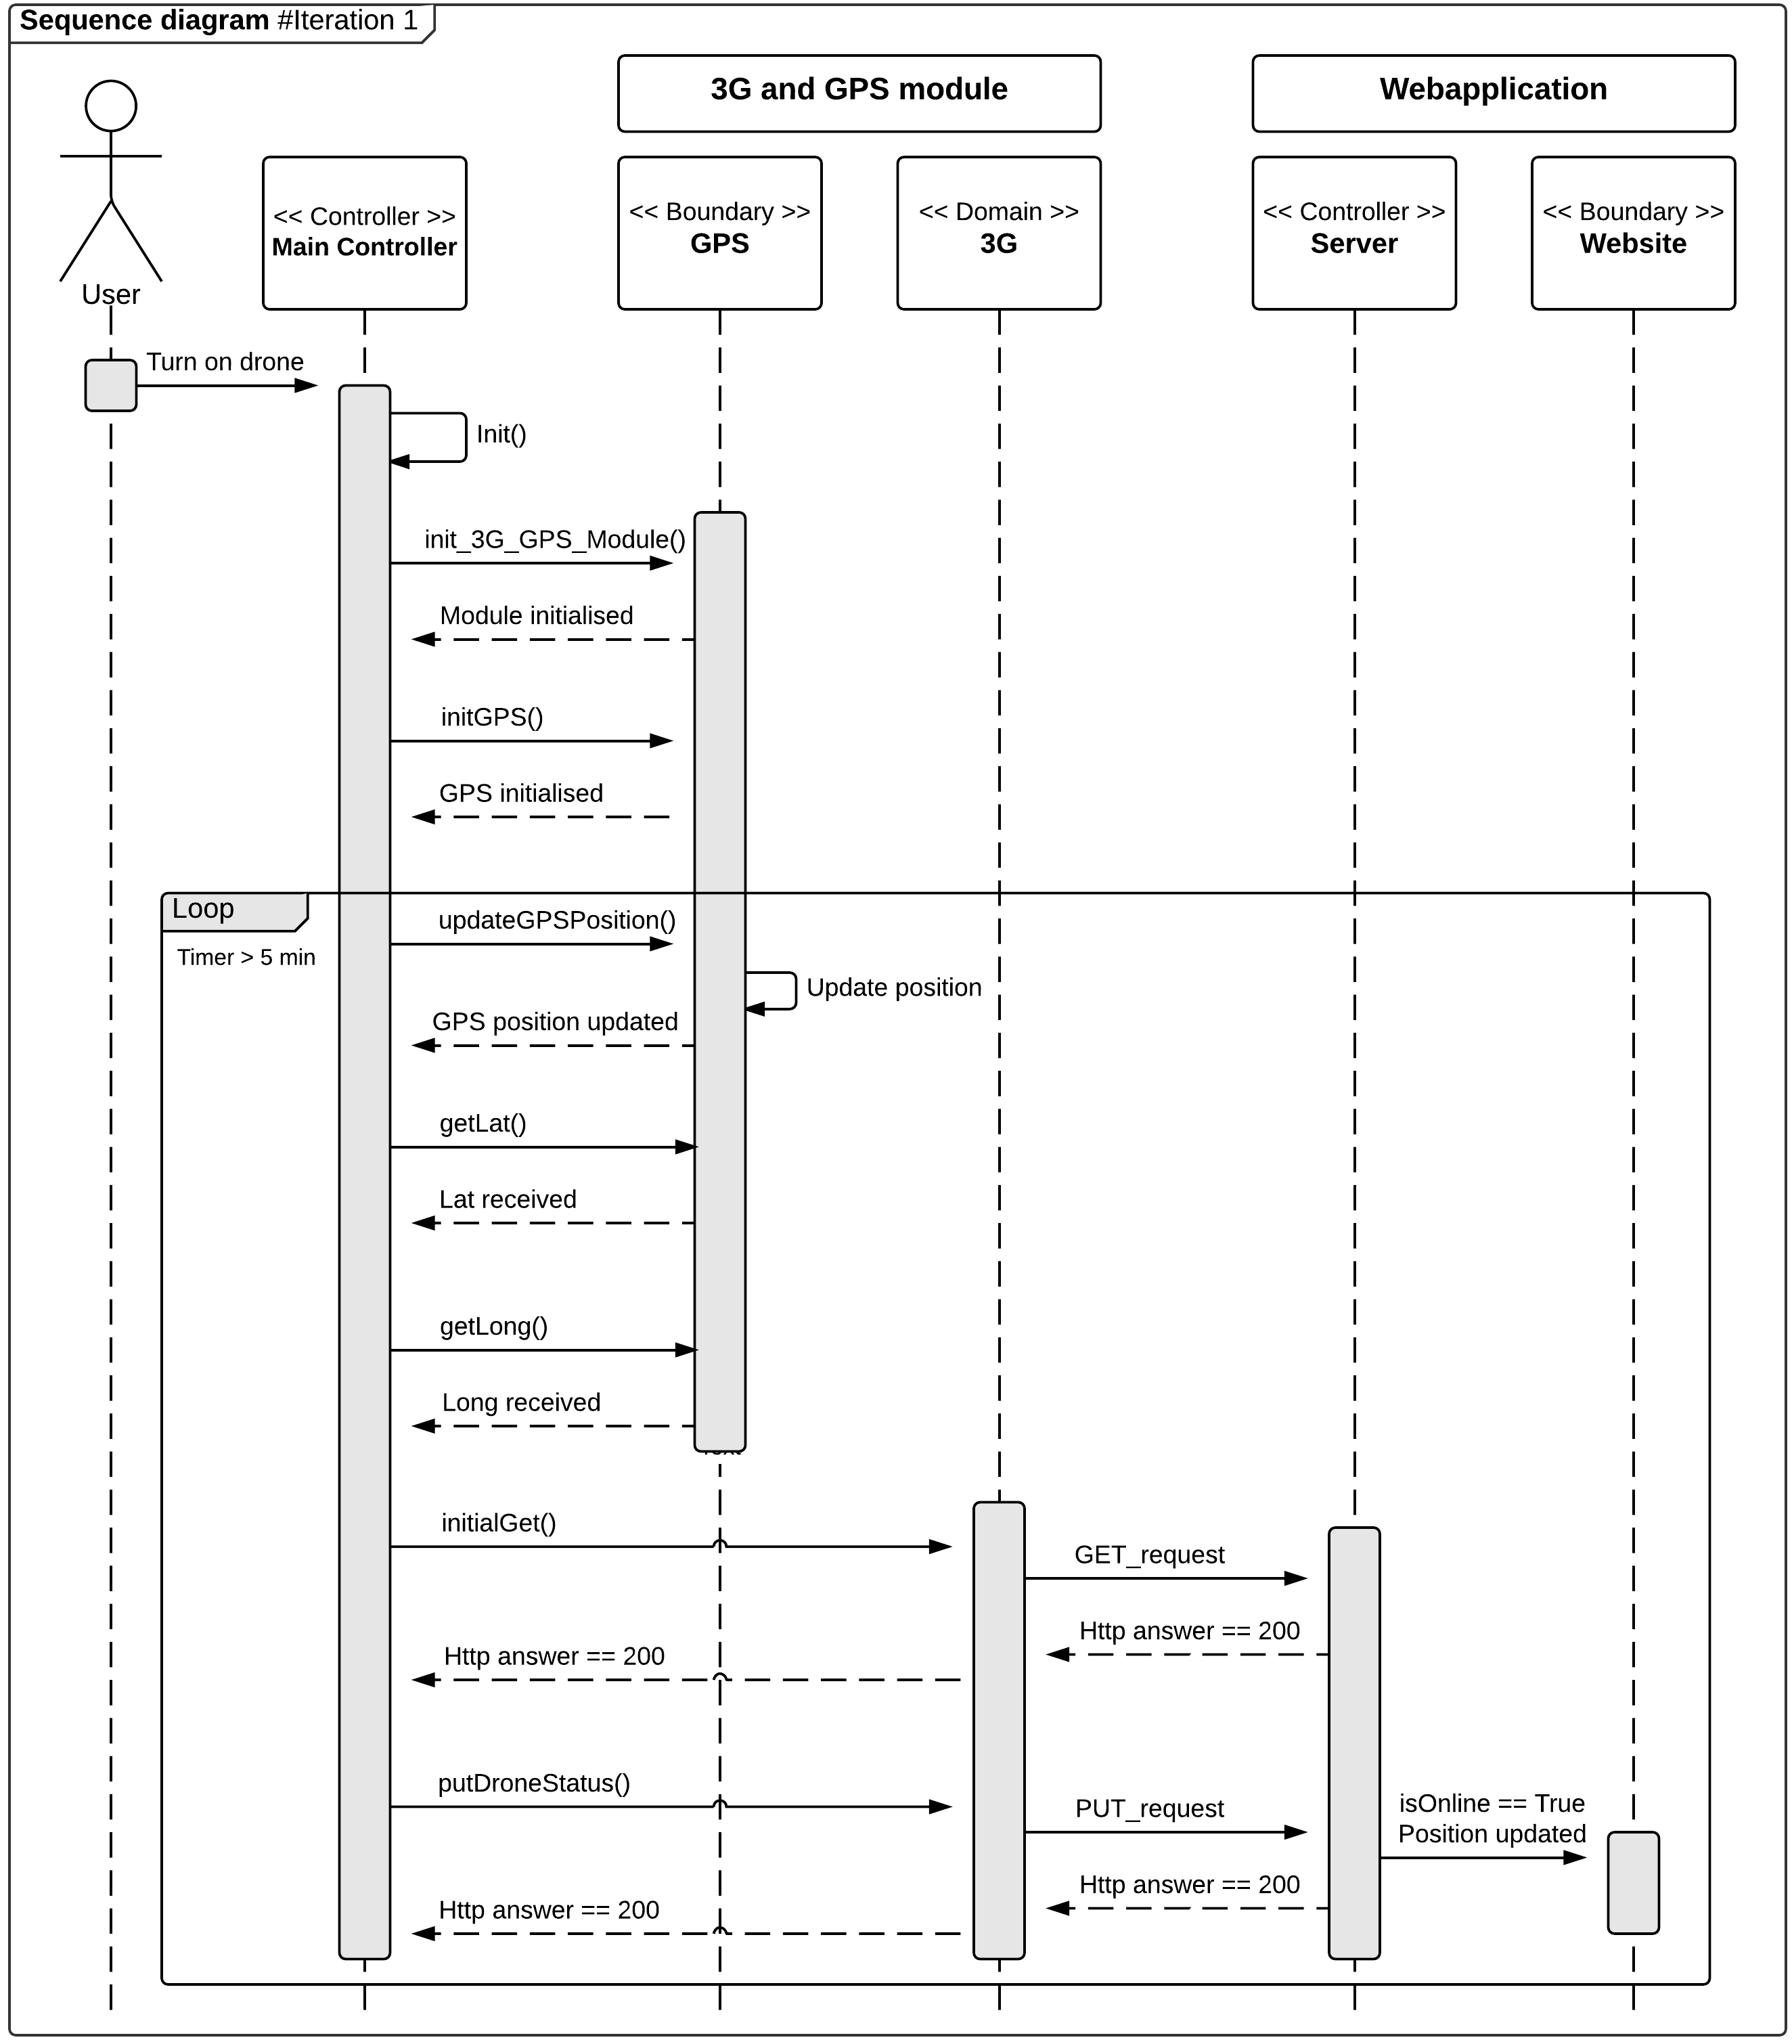 Sequence diagram #Iteration 1
3G and GPS module
Webapplication
<< Controller >>
Main Controller
<< Boundary >>
GPS
<< Domain >>
3G
<< Controller >>
Server
<< Boundary >>
Website
User
Turn on drone
Init()
init_3G_GPS_Module()
Module initialised
initGPS()
GPS initialised
Loop
updateGPSPosition()
Timer > 5 min
Update position
GPS position updated
getLat()
Lat received
getLong()
Long received
initialGet()
GET_request
Http answer == 200
Http answer == 200
putDroneStatus()
PUT_request
isOnline == True
Position updated
Http answer == 200
Http answer == 200